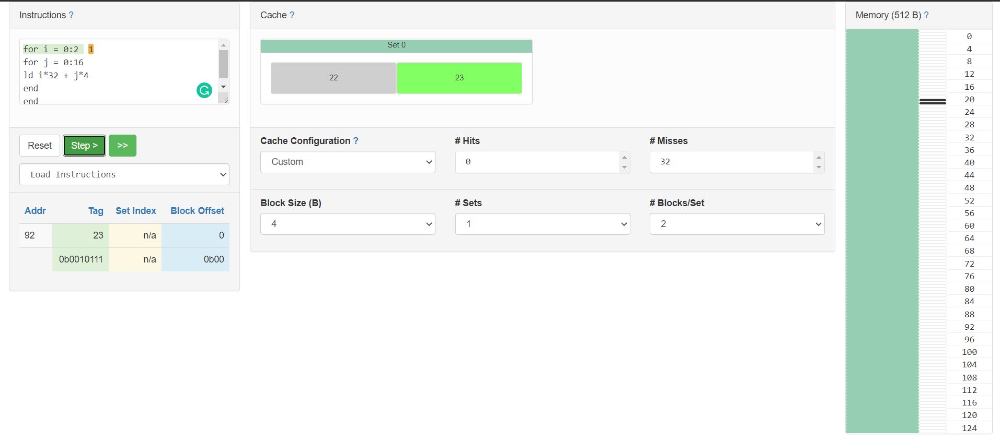 Instructions ?
for i = 0:2 1
for j = 0:16
ld i*32 + j*4
end
end
Reset
Step >
>>
Load Instructions
Addr Tag Set Index Block Offset
92 23 n/a 0
0b0010111 n/a 0b00
Cache ?
Set 0
22 23
Cache Configuration ?
Custom
# Hits
0
# Misses
32
Block Size (B)
4
# Sets
1
# Blocks/Set
2
Memory (512 B) ?
0
4
8
12
16
20
24
28
32
36
40
44
48
52
56
60
64
68
72
76
80
84
88
92
96
100
104
108
112
116
120
124